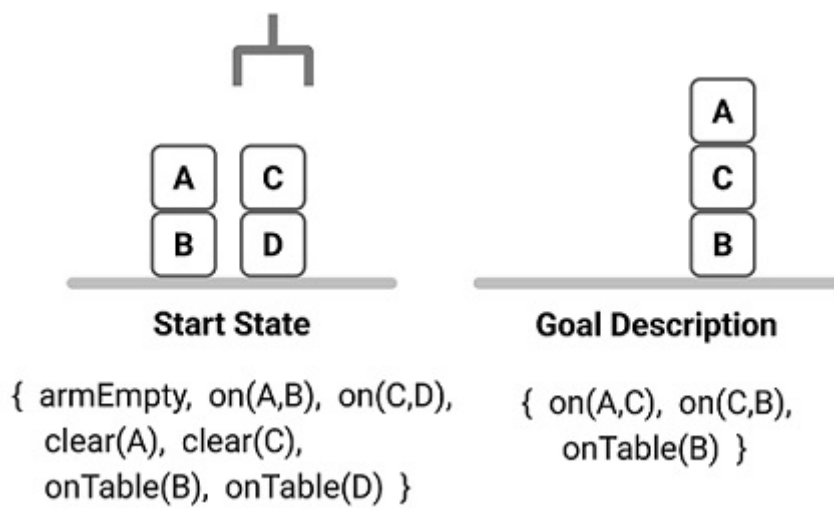 A C
B D
Start State
{ armEmpty, on(A,B), on(C,D),
clear(A), clear(C),
onTable(B), onTable(D) }
A
C
B
Goal Description
{ on(A,C), on(C,B),
onTable(B) }